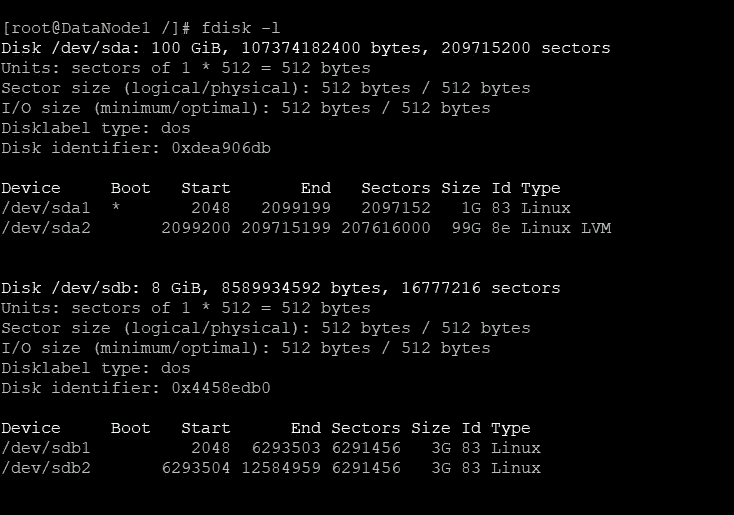 [root@DataNode1 /]# fdisk -l
Disk /dev/sda: 100 GiB, 107374182400 bytes, 209715200 sectors
Units: sectors of 1 * 512 = 512 bytes
Sector size (logical/physical): 512 bytes / 512 bytes
I/O size (minimum/optimal): 512 bytes / 512 bytes
Disklabel type: dos
Disk identifier: 0xdea906db
Device     Boot   Start       End   Sectors Size Id Type
/dev/sda1  *       2048   2099199   2097152   1G 83 Linux
/dev/sda2       2099200 209715199 207616000  99G 8e Linux LVM
Disk /dev/sdb: 8 GiB, 8589934592 bytes, 16777216 sectors
Units: sectors of 1 * 512 = 512 bytes
Sector size (logical/physical): 512 bytes / 512 bytes
I/O size (minimum/optimal): 512 bytes / 512 bytes
Disklabel type: dos
Disk identifier: 0x4458edb0
Device     Boot   Start      End Sectors Size Id Type
/dev/sdb1          2048  6293503 6291456   3G 83 Linux
/dev/sdb2       6293504 12584959 6291456   3G 83 Linux